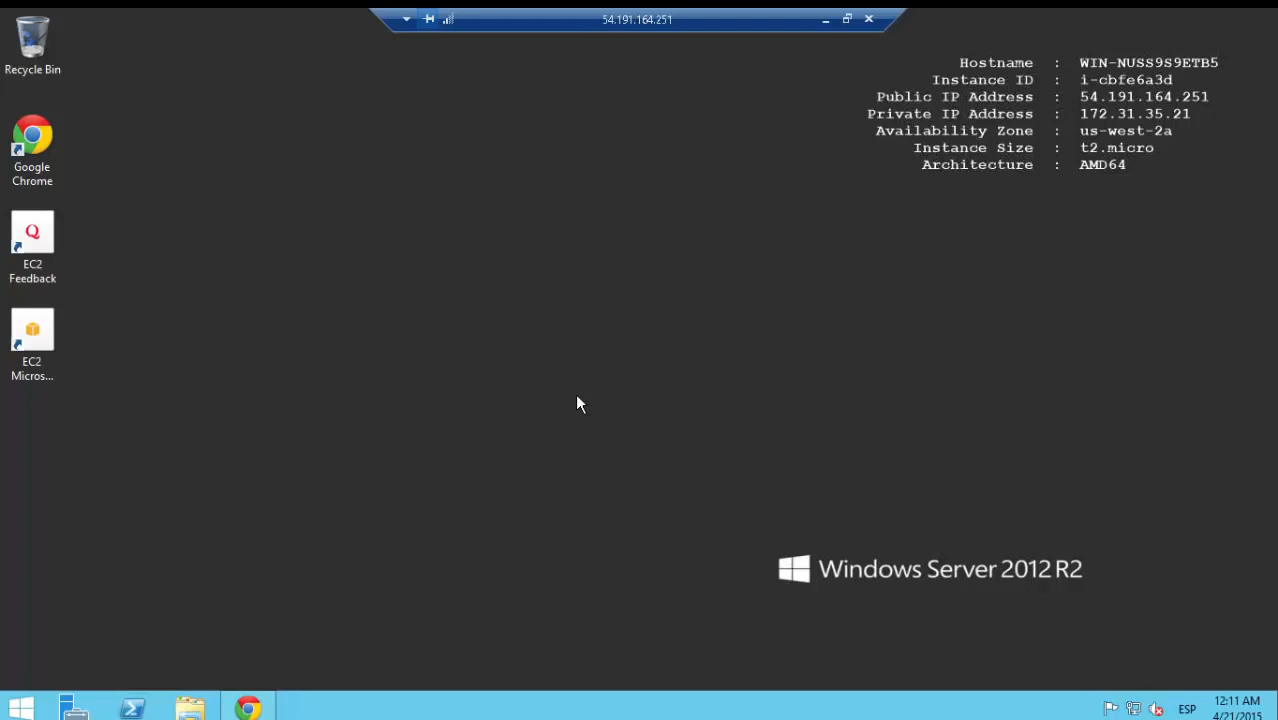 54.191.164.251
Recycle Bin
Google
Chrome
Q
EC2
Feedback
EC2
Micros...
Hostname : WIN-NUSS9S9ETB5
Instance ID : i-cbfe6a3d
Public IP Address : 54.191.164.251
Private IP Address : 172.31.35.21
Availability Zone : us-west-2a
Instance Size : t2.micro
Architecture : AMD64
Windows Server 2012 R2
ESP
12:11 AM
4/21/2015